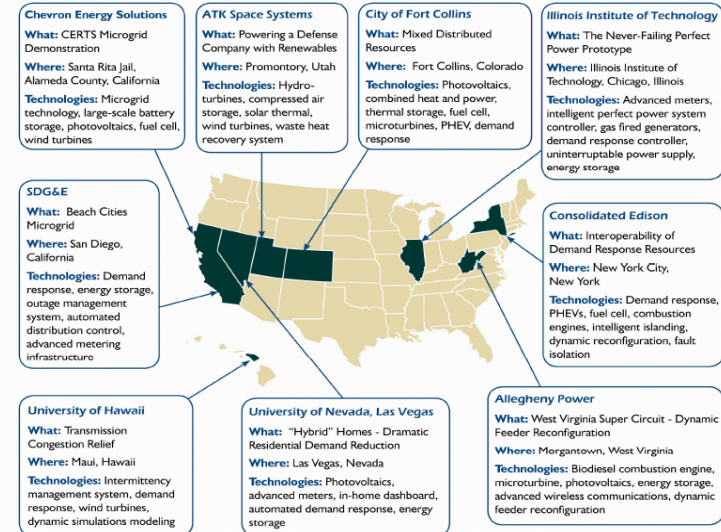 Chevron Energy Solutions
What: CERTS Microgrid
Demonstration
Where: Santa Rita Jail,
Alameda County, California
Technologies: Microgrid
technology, large-scale battery
storage, photovoltaics, fuel cell,
wind turbines
ATK Space Systems
What: Powering a Defense
Company with Renewables
Where: Promontory, Utah
Technologies: Hydro-
turbines, compressed air
storage, solar thermal,
wind turbines, waste heat
recovery system
City of Fort Collins
What: Mixed Distributed
Resources
Where: Fort Collins, Colorado
Technologies: Photovoltaics,
combined heat and power,
thermal storage, fuel cell,
microturbines, PHEV, demand
response
Illinois Institute of Technology
What: The Never-Failing Perfect
Power Prototype
Where: Illinois Institute of
Technology, Chicago, Illinois
Technologies: Advanced meters,
intelligent perfect power system
controller, gas fired generators,
demand response controller,
uninterruptable power supply,
energy storage
SDG&E
What: Beach Cities
Microgrid
Where: San Diego,
California
Technologies: Demand
response, energy storage,
outage management
system, automated
distribution control,
advanced metering
infrastructure
Consolidated Edison
What: Interoperability of
Demand Response Resources
Where: New York City,
New York
Technologies: Demand response,
PHEVs, fuel cell, combustion
engines, intelligent islanding,
dynamic reconfiguration, fault
isolation
University of Hawaii
What: Transmission
Congestion Relief
Where: Maui, Hawaii
Technologies: Intermittency
management system, demand
response, wind turbines,
dynamic simulations modeling
University of Nevada, Las Vegas
What: "Hybrid" Homes - Dramatic
Residential Demand Reduction
Where: Las Vegas, Nevada
Technologies: Photovoltaics,
advanced meters, in-home dashboard,
automated demand response, energy
storage
Allegheny Power
What: West Virginia Super Circuit - Dynamic
Feeder Reconfiguration
Where: Morgantown, West Virginia
Technologies: Biodiesel combustion engine,
microturbine, photovoltaics, energy storage,
advanced wireless communications, dynamic
feeder reconfiguration